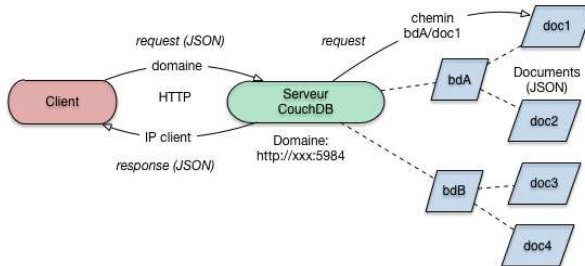 chemin
bdA/doc1
doc1
request (JSON)
request
domaine
Documents
(JSON)
bdA
Client
HTTP
Serveur
CouchDB
doc2
IP client
Domaine:
http://xxx:5984
response (JSON)
doc3
bdB
doc4